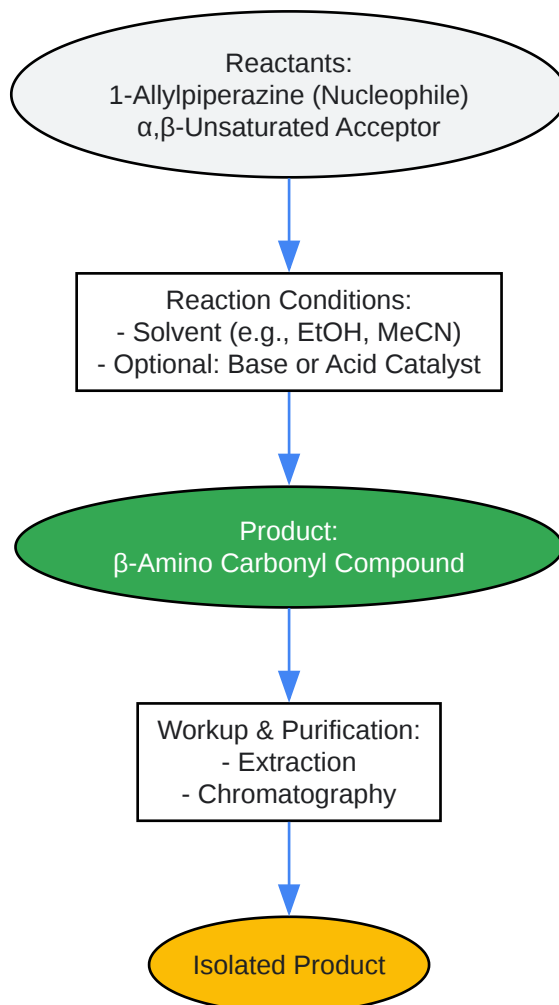 Reactants:
1-Allylpiperazine (Nucleophile)
α,β-Unsaturated Acceptor
Reaction Conditions:
- Solvent (e.g., EtOH, MeCN)
- Optional: Base or Acid Catalyst
Product:
β-Amino Carbonyl Compound
Workup & Purification:
- Extraction
- Chromatography
Isolated Product